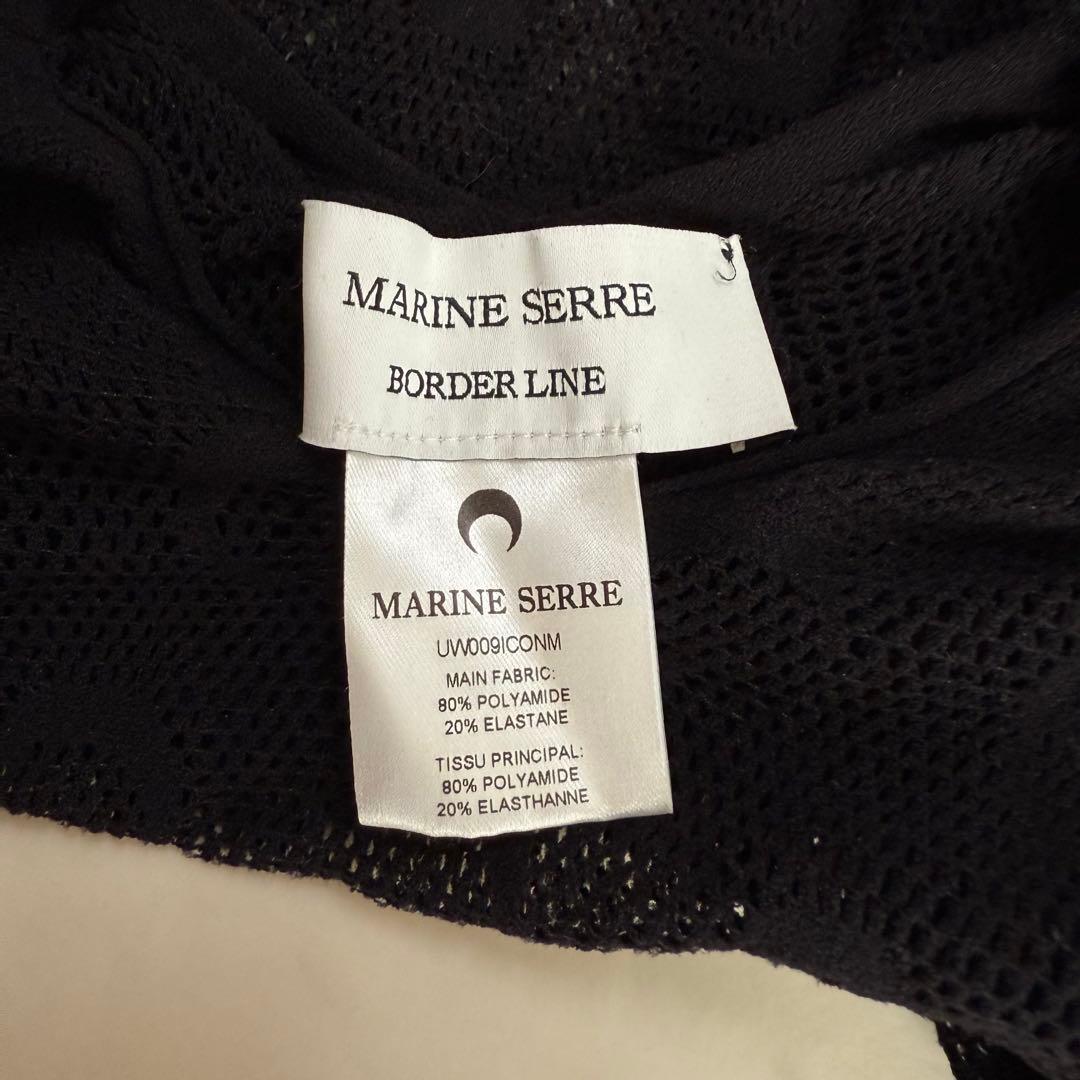 MARINE SERRE
BORDER LINE
MARINE SERRE
UW009ICONM
MAIN FABRIC:
80% POLYAMIDE
20% ELASTANE
TISSU PRINCIPAL:
80% POLYAMIDE
20% ELASTHANNE